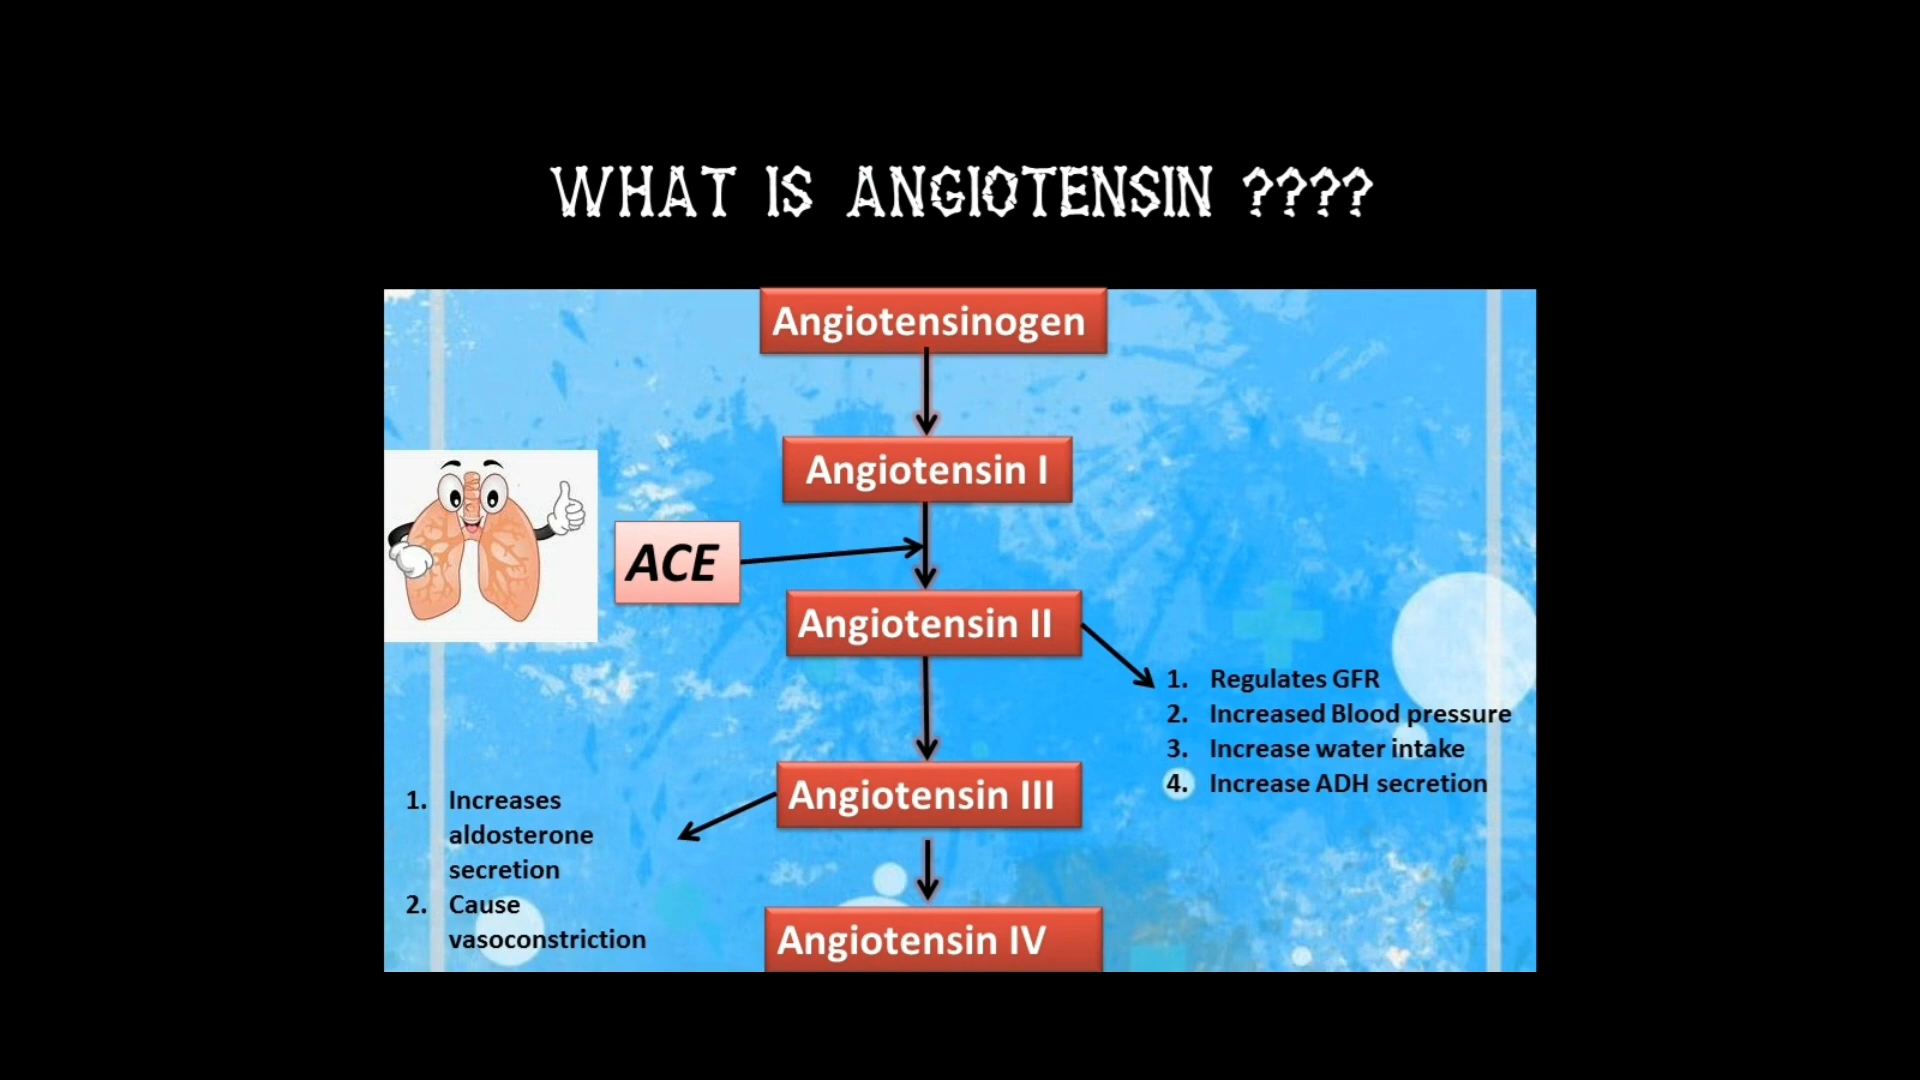 WHAT IS ANGIOTENSIN ????
Angiotensinogen
Angiotensin I
ACE
Angiotensin II
1. Regulates GFR
2. Increased Blood pressure
3. Increase water intake
4. Increase ADH secretion
Angiotensin III
1. Increases
aldosterone
secretion
2. Cause
vasoconstriction
Angiotensin IV